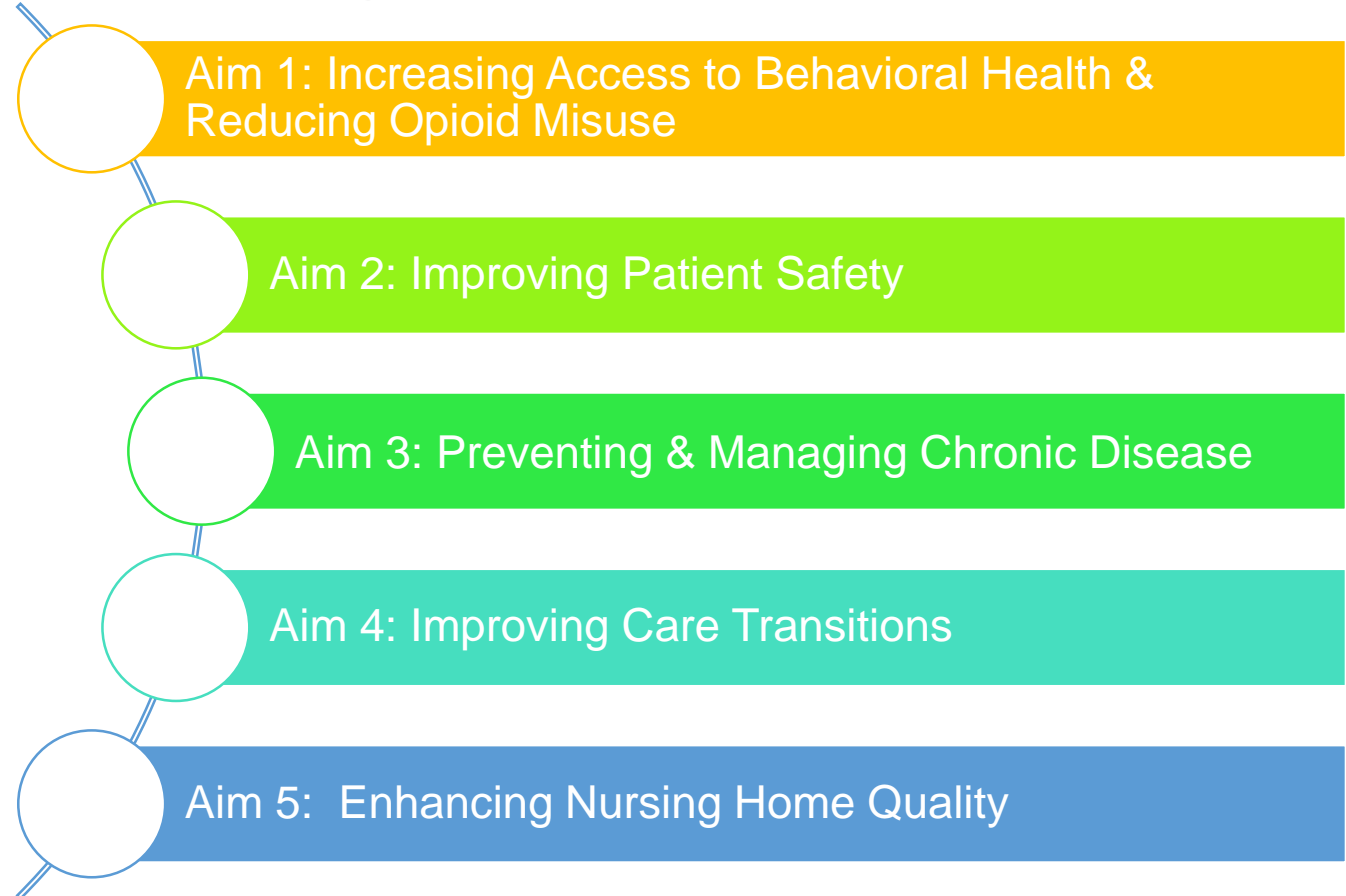 Aim 1: Increasing Access to Behavioral Health &
Reducing Opioid Misuse
Aim 2: Improving Patient Safety
Aim 3: Preventing & Managing Chronic Disease
Aim 4: Improving Care Transitions
Aim 5:  Enhancing Nursing Home Quality